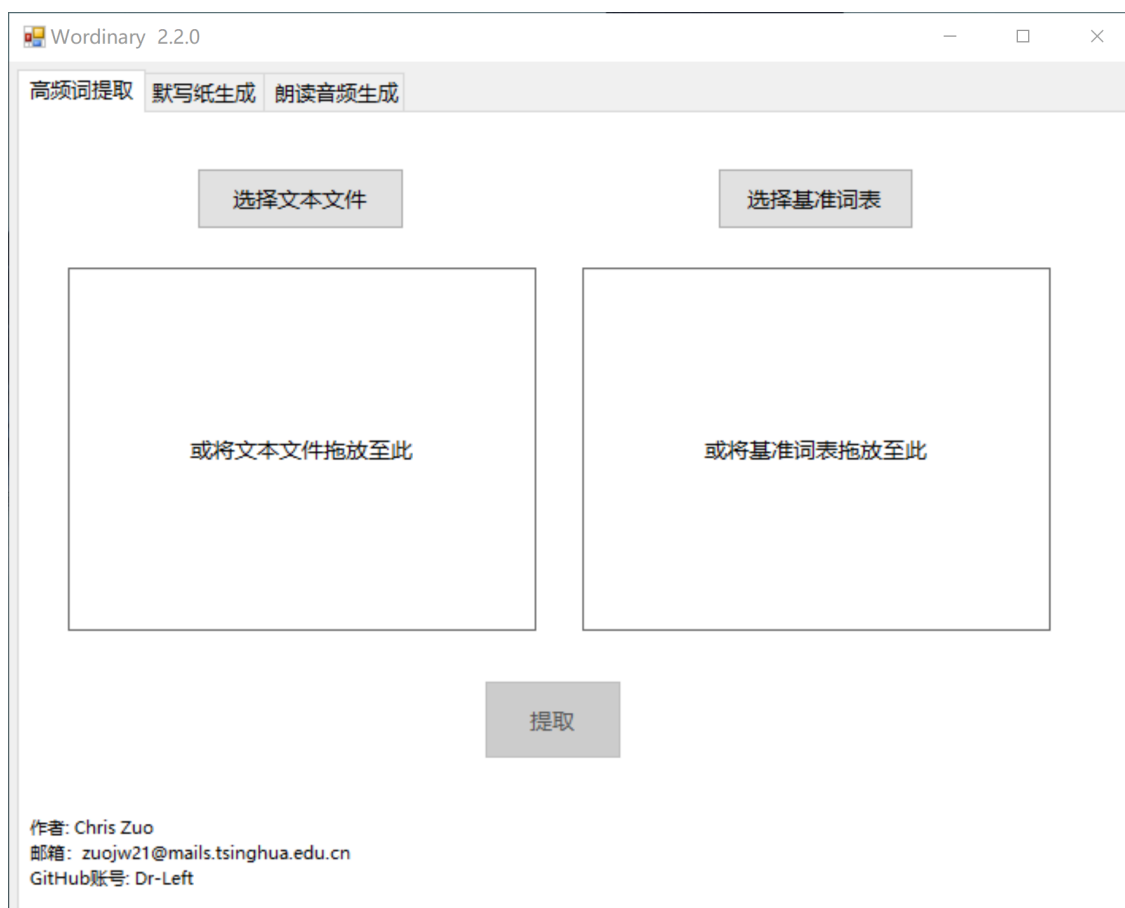 Wordinary 2.2.0
高频词提取 默写纸生成 朗读音频生成
选择文本文件 选择基准词表
或将文本文件拖放至此 或将基准词表拖放至此
提取
作者: Chris Zuo
邮箱：zuojw21@mails.tsinghua.edu.cn
GitHub账号: Dr-Left